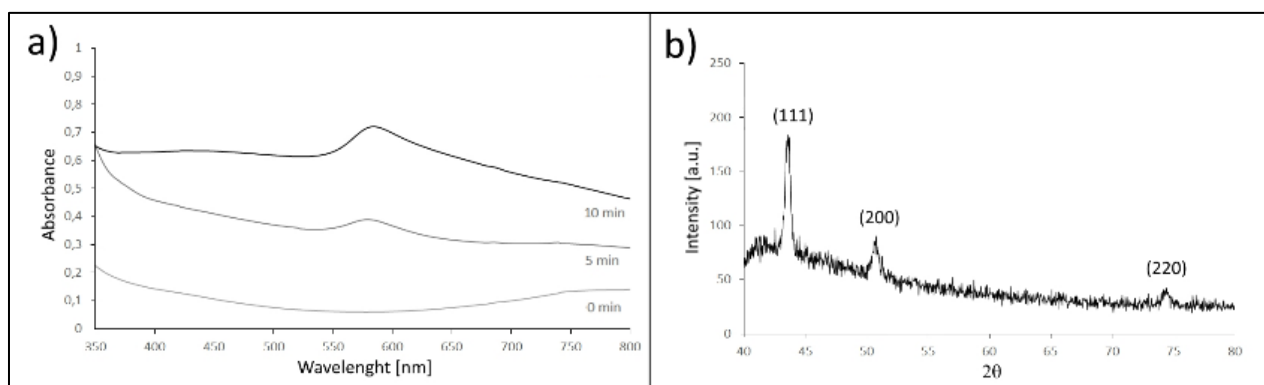 a)
1
0,9
0,8
0,7
0,6
0,5
0,4
0,3
0,2
0,1
0
Absorbance
10 min
5 min
0 min
350 400 450 500 550 600 650 700 750 800
Wavelenght [nm]
b)
250
200
150
100
50
0
Intensity [a.u.]
(111)
(200)
(220)
40 45 50 55 60 65 70 75 80
2θ